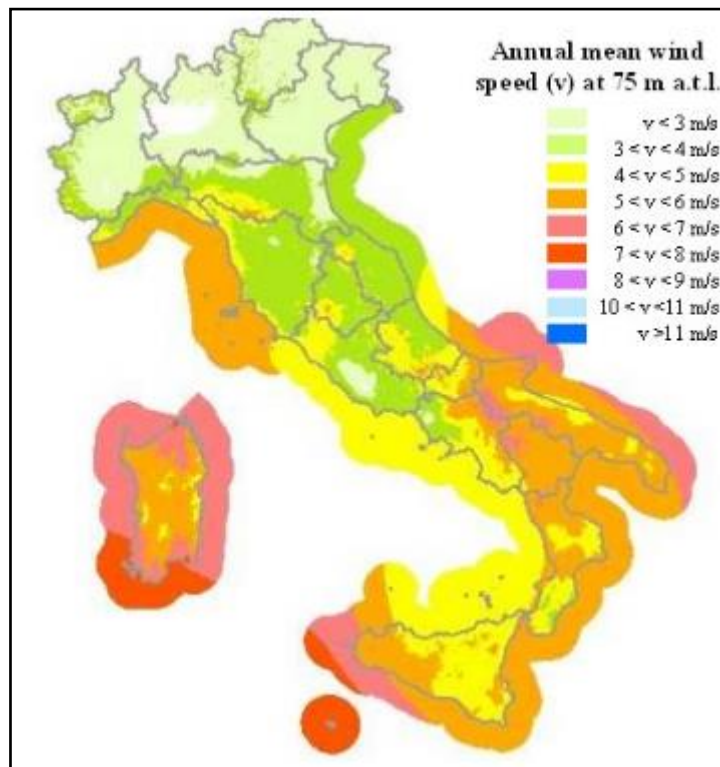 Annual mean wind
speed (v) at 75 m a.t.l.
v < 3 m/s
3 < v < 4 m/s
4 < v < 5 m/s
5 < v < 6 m/s
6 < v < 7 m/s
7 < v < 8 m/s
8 < v < 9 m/s
10 < v <11 m/s
v >11 m/s